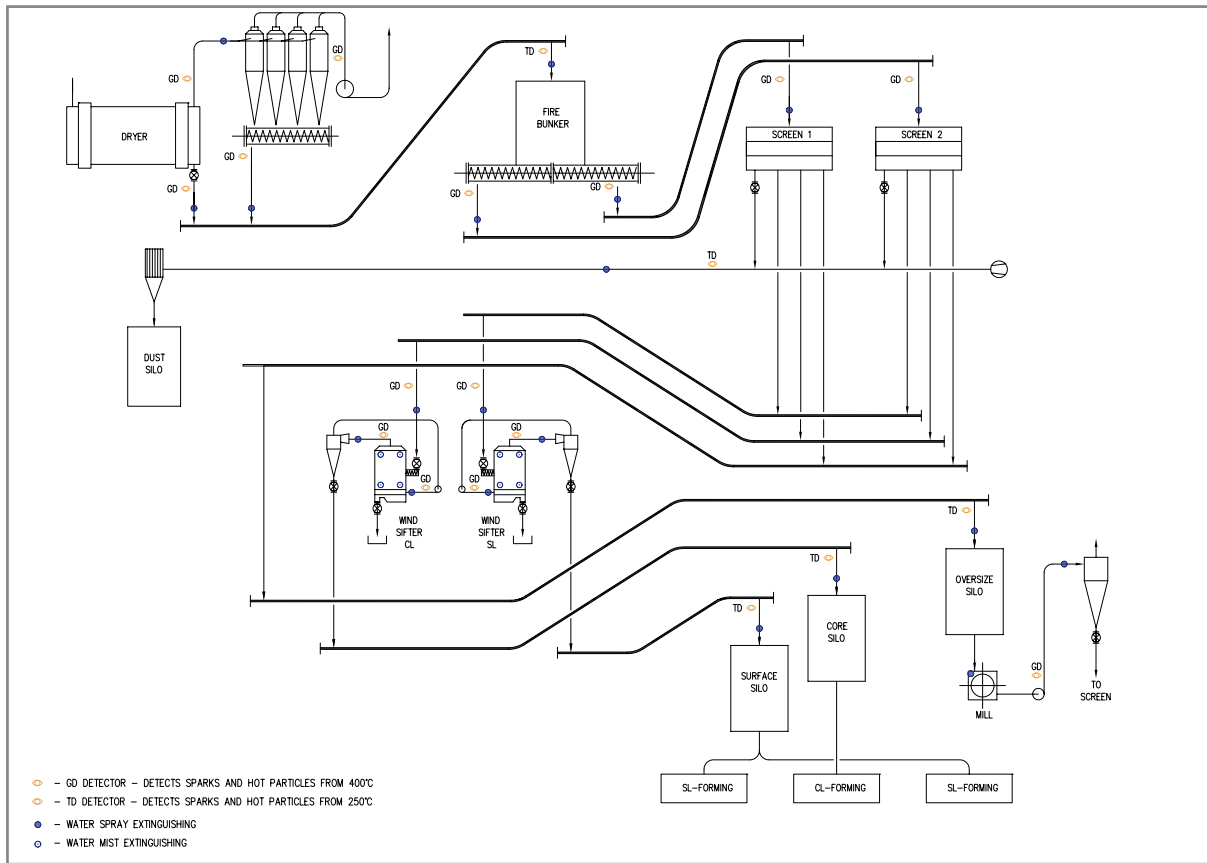 GD
TD
GD
GD
GD
GD
DRYER
FIRE
BUNKER
SCREEN 1
SCREEN 2
GD
GD
GD
GD
TD
DUST
SILO
GD
GD
GD
GD
GD
GD
WIND
SIFTER
CL
WIND
SIFTER
SL
TD
TD
TD
OVERSIZE
SILO
CORE
SILO
SURFACE
SILO
GD
MILL
TO
SCREEN
SL-FORMING
CL-FORMING
SL-FORMING
- GD DETECTOR - DETECTS SPARKS AND HOT PARTICLES FROM 400°C
- TD DETECTOR - DETECTS SPARKS AND HOT PARTICLES FROM 250°C
- WATER SPRAY EXTINGUISHING
- WATER MIST EXTINGUISHING